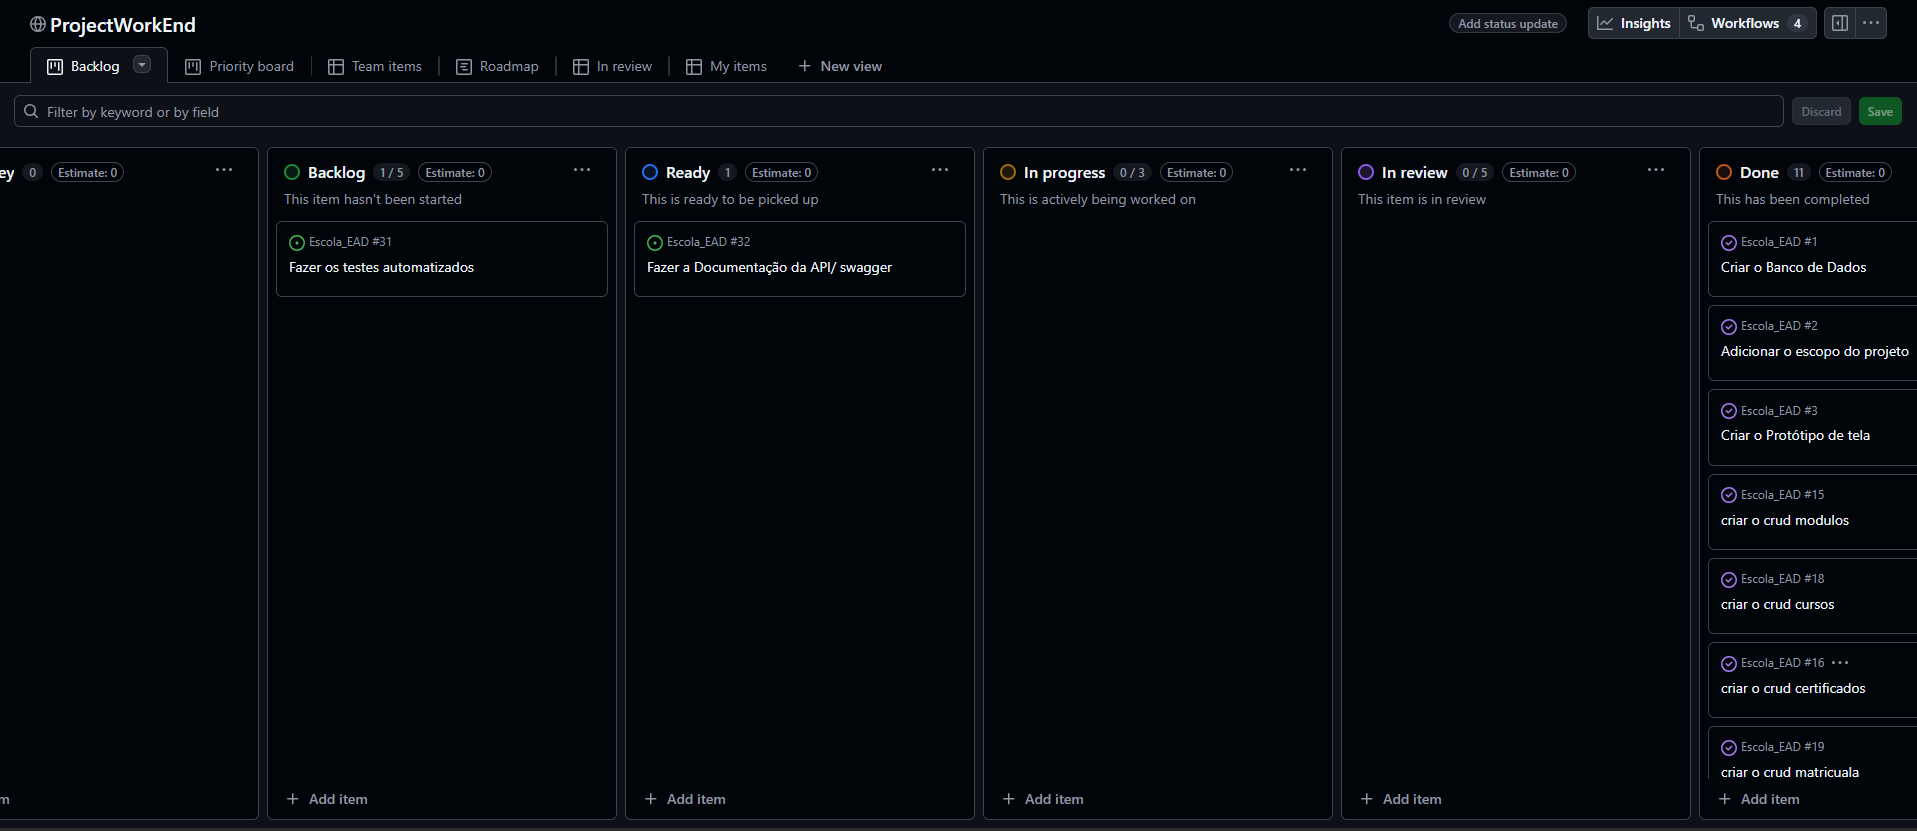 ProjectWorkEnd
Add status update
Insights
Workflows 4
Backlog
Priority board
Team items
Roadmap
In review
My items
New view
Filter by keyword or by field
Discard
Save
ey 0 Estimate: 0
m
Backlog 1 / 5 Estimate: 0
This item hasn't been started
Escola_EAD #31
Fazer os testes automatizados
Add item
Ready 1 Estimate: 0
This is ready to be picked up
Escola_EAD #32
Fazer a Documentação da API/ swagger
Add item
In progress 0 / 3 Estimate: 0
This is actively being worked on
Add item
In review 0 / 5 Estimate: 0
This item is in review
Add item
Done 11 Estimate: 0
This has been completed
Escola_EAD #1
Criar o Banco de Dados
Escola_EAD #2
Adicionar o escopo do projeto
Escola_EAD #3
Criar o Protótipo de tela
Escola_EAD #15
criar o crud modulos
Escola_EAD #18
criar o crud cursos
Escola_EAD #16
criar o crud certificados
Escola_EAD #19
criar o crud matricuala
Add item